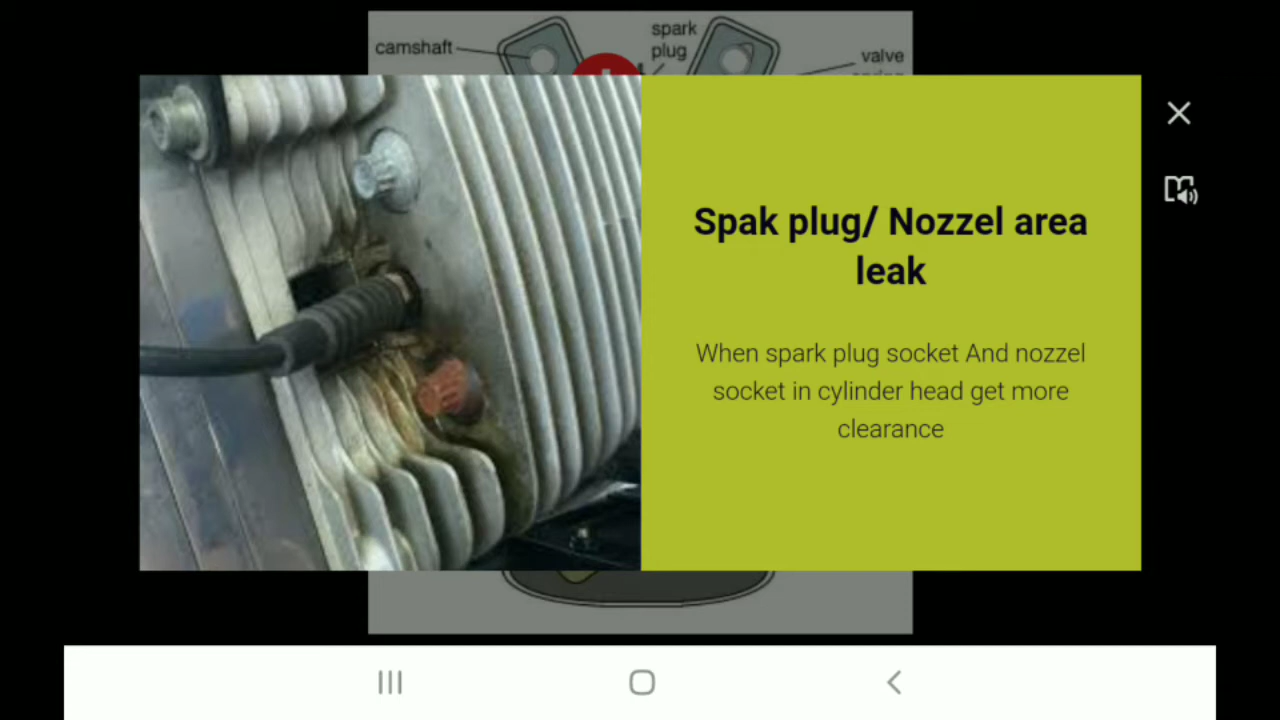 camshaft
spark
plug
valve
Spak plug/ Nozzel area
leak
When spark plug socket And nozzel
socket in cylinder head get more
clearance